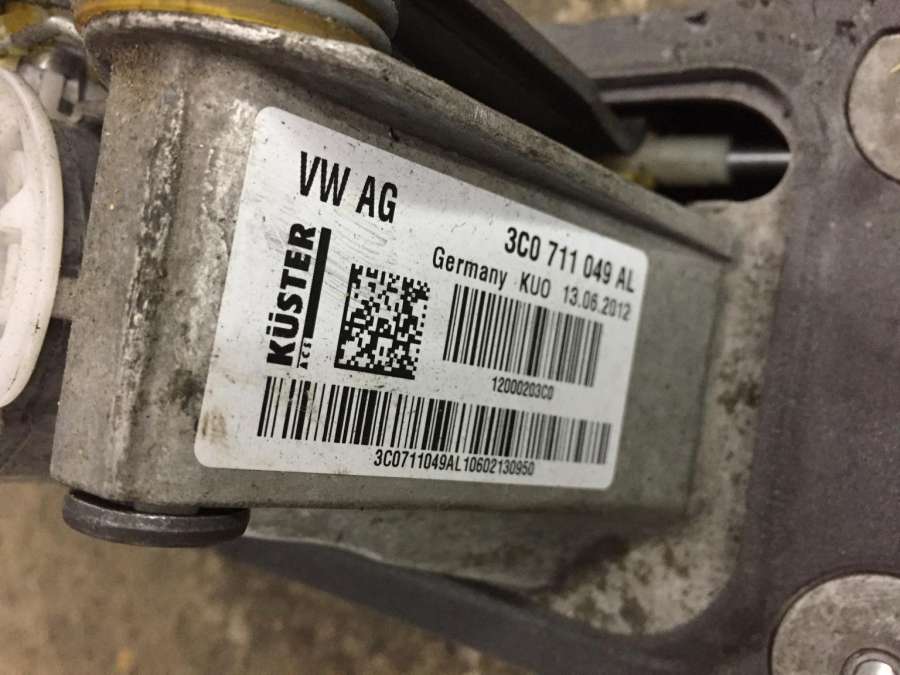 VW AG
3C0 711 049 AL
Germany KUO 13.06.2012
KÜSTER
ACS
12000203C0
3C0711049AL10602130950